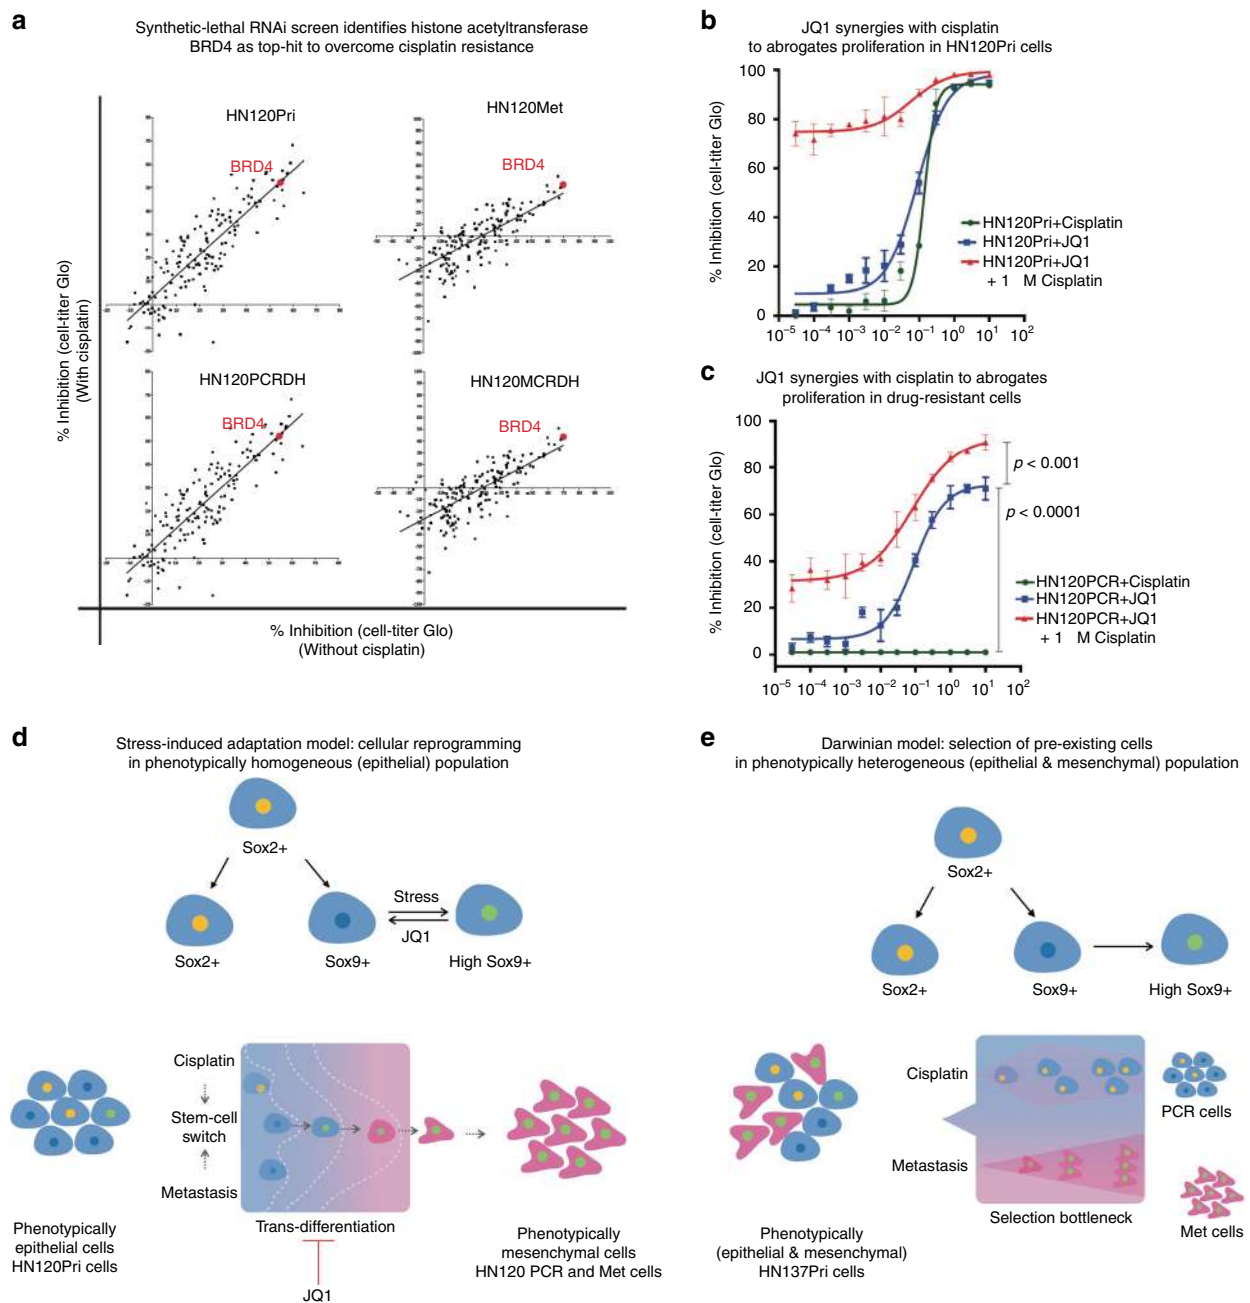 a
Synthetic-lethal RNAi screen identifies histone acetyltransferase
BRD4 as top-hit to overcome cisplatin resistance
% Inhibition (cell-titer Glo)
(With cisplatin)
HN120Pri
BRD4
HN120Met
BRD4
HN120PCRDH
BRD4
HN120MCRDH
BRD4
% Inhibition (cell-titer Glo)
(Without cisplatin)
b
JQ1 synergies with cisplatin
to abrogates proliferation in HN120Pri cells
% Inhibition (cell-titer Glo)
100
80
60
40
20
0
HN120Pri+Cisplatin
HN120Pri+JQ1
HN120Pri+JQ1
+ 1 M Cisplatin
10⁻⁵ 10⁻⁴ 10⁻³ 10⁻² 10⁻¹ 10⁰ 10¹ 10²
c
JQ1 synergies with cisplatin to abrogates
proliferation in drug-resistant cells
% Inhibition (cell-titer Glo)
100
80
60
40
20
0
p < 0.001
p < 0.0001
HN120PCR+Cisplatin
HN120PCR+JQ1
HN120PCR+JQ1
+ 1 M Cisplatin
10⁻⁵ 10⁻⁴ 10⁻³ 10⁻² 10⁻¹ 10⁰ 10¹ 10²
d
Stress-induced adaptation model: cellular reprogramming
in phenotypically homogeneous (epithelial) population
Sox2+
Stress
JQ1
Sox2+ Sox9+ High Sox9+
Cisplatin
Stem-cell
switch
Metastasis
Trans-differentiation
JQ1
Phenotypically
epithelial cells
HN120Pri cells
Phenotypically
mesenchymal cells
HN120 PCR and Met cells
e
Darwinian model: selection of pre-existing cells
in phenotypically heterogeneous (epithelial & mesenchymal) population
Sox2+
Sox2+ Sox9+ High Sox9+
Cisplatin
Metastasis
Selection bottleneck
PCR cells
Met cells
Phenotypically
(epithelial & mesenchymal)
HN137Pri cells